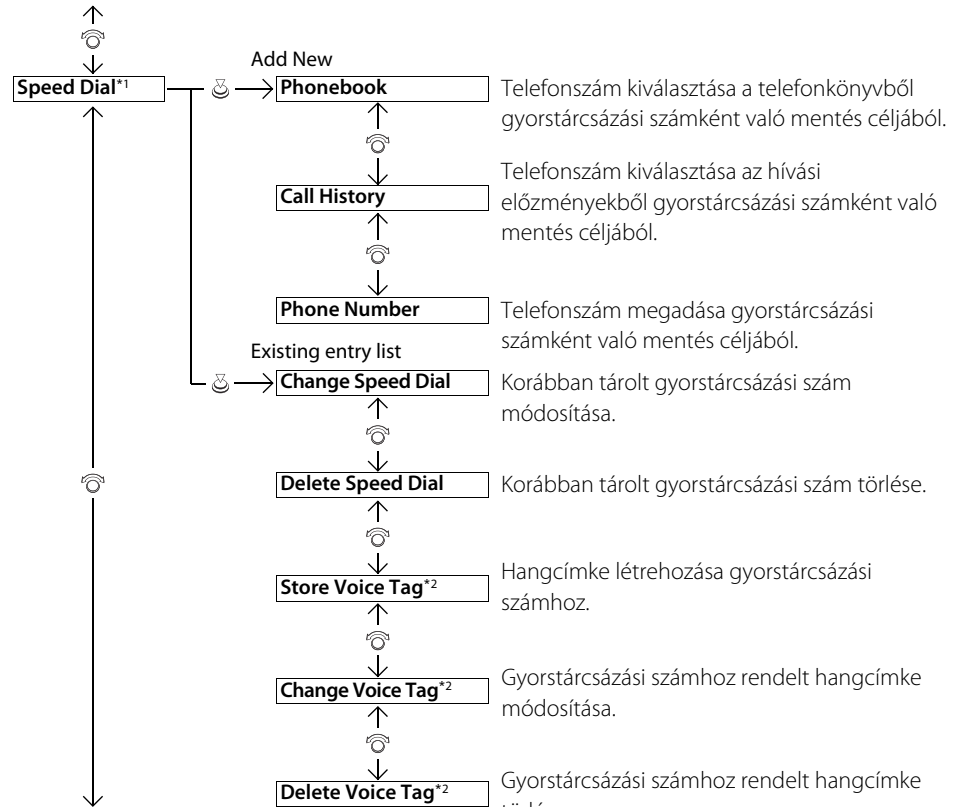 Add New
Speed Dial*1
Phonebook
Telefonszám kiválasztása a telefonkönyvből
gyorstárcsázási számként való mentés céljából.
Call History
Telefonszám kiválasztása az hívási
előzményekből gyorstárcsázási számként való
mentés céljából.
Phone Number
Telefonszám megadása gyorstárcsázási
számként való mentés céljából.
Existing entry list
Change Speed Dial
Korábban tárolt gyorstárcsázási szám
módosítása.
Delete Speed Dial
Korábban tárolt gyorstárcsázási szám törlése.
Store Voice Tag*2
Hangcímke létrehozása gyorstárcsázási
számhoz.
Change Voice Tag*2
Gyorstárcsázási számhoz rendelt hangcímke
módosítása.
Delete Voice Tag*2
Gyorstárcsázási számhoz rendelt hangcímke